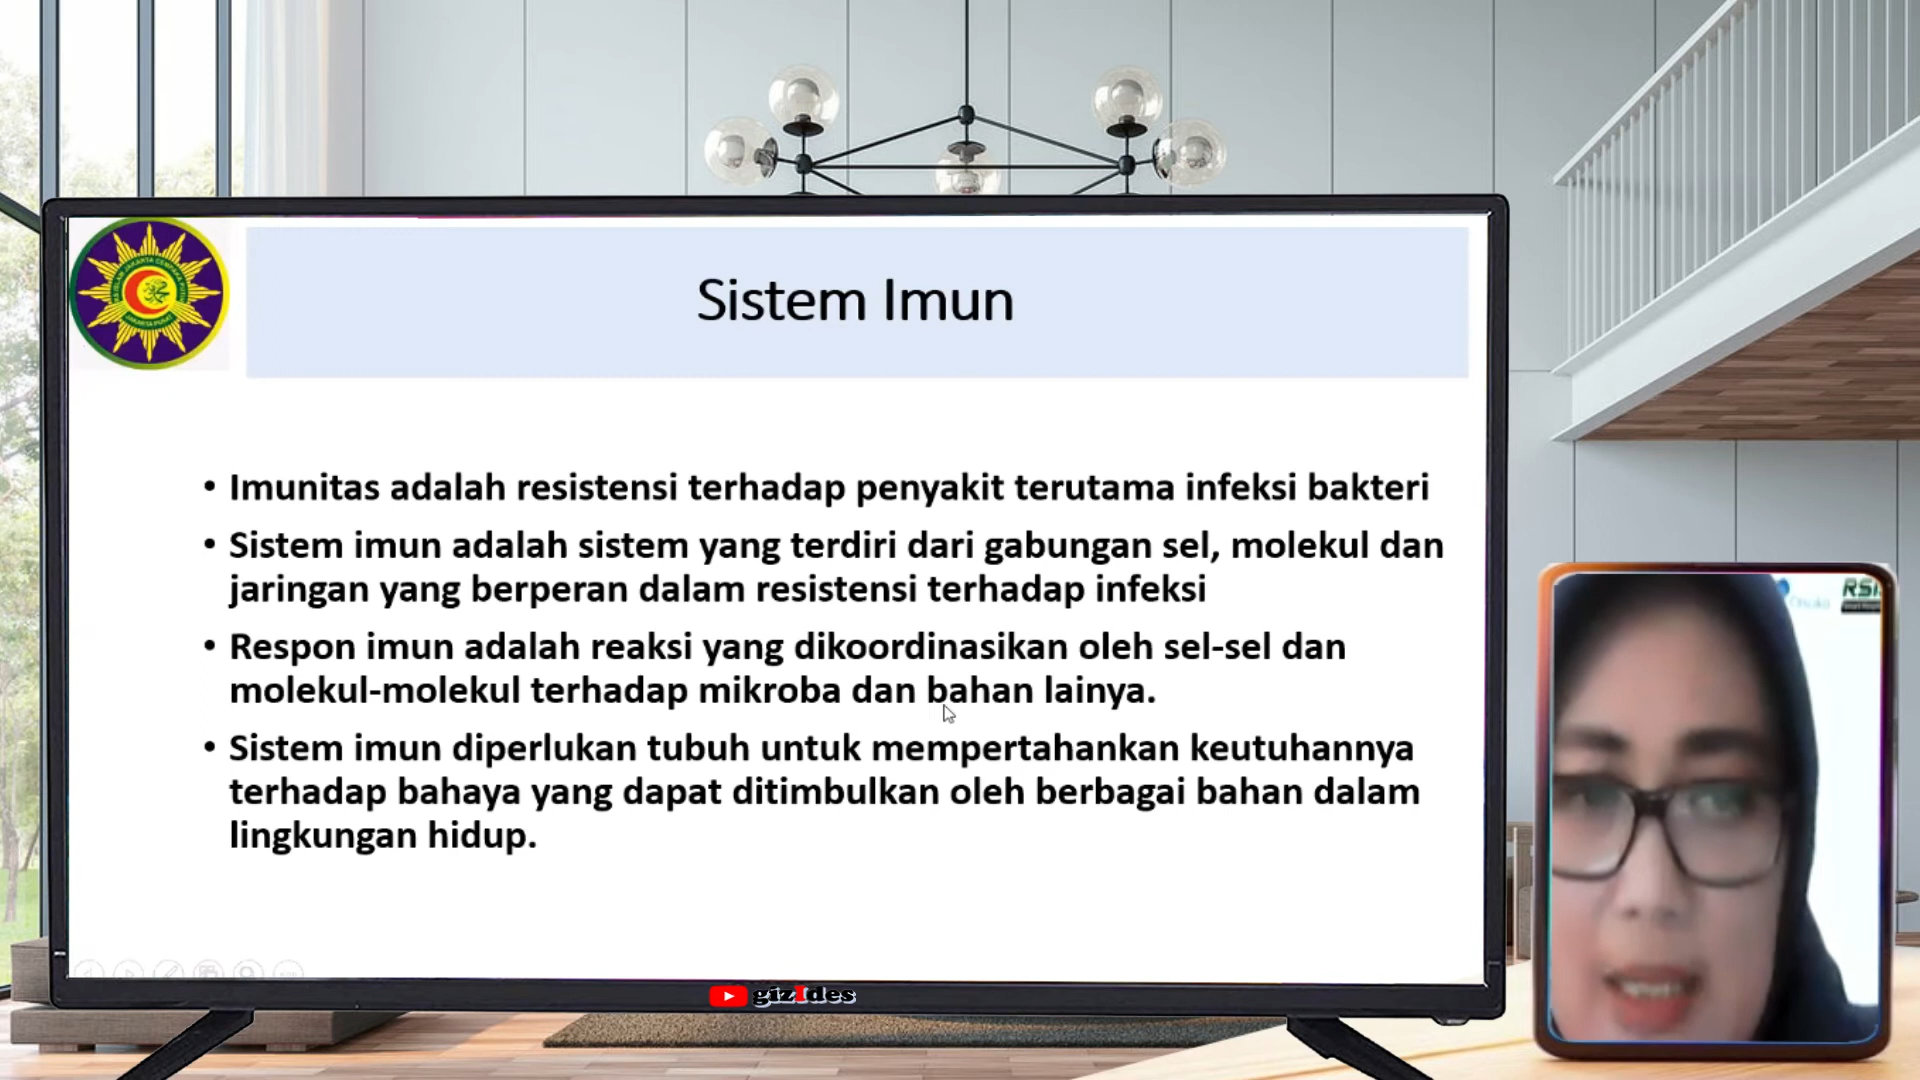 Sistem Imun
• Imunitas adalah resistensi terhadap penyakit terutama infeksi bakteri
• Sistem imun adalah sistem yang terdiri dari gabungan sel, molekul dan
jaringan yang berperan dalam resistensi terhadap infeksi
• Respon imun adalah reaksi yang dikoordinasikan oleh sel-sel dan
molekul-molekul terhadap mikroba dan bahan lainya.
• Sistem imun diperlukan tubuh untuk mempertahankan keutuhannya
terhadap bahaya yang dapat ditimbulkan oleh berbagai bahan dalam
lingkungan hidup.
gizIdes